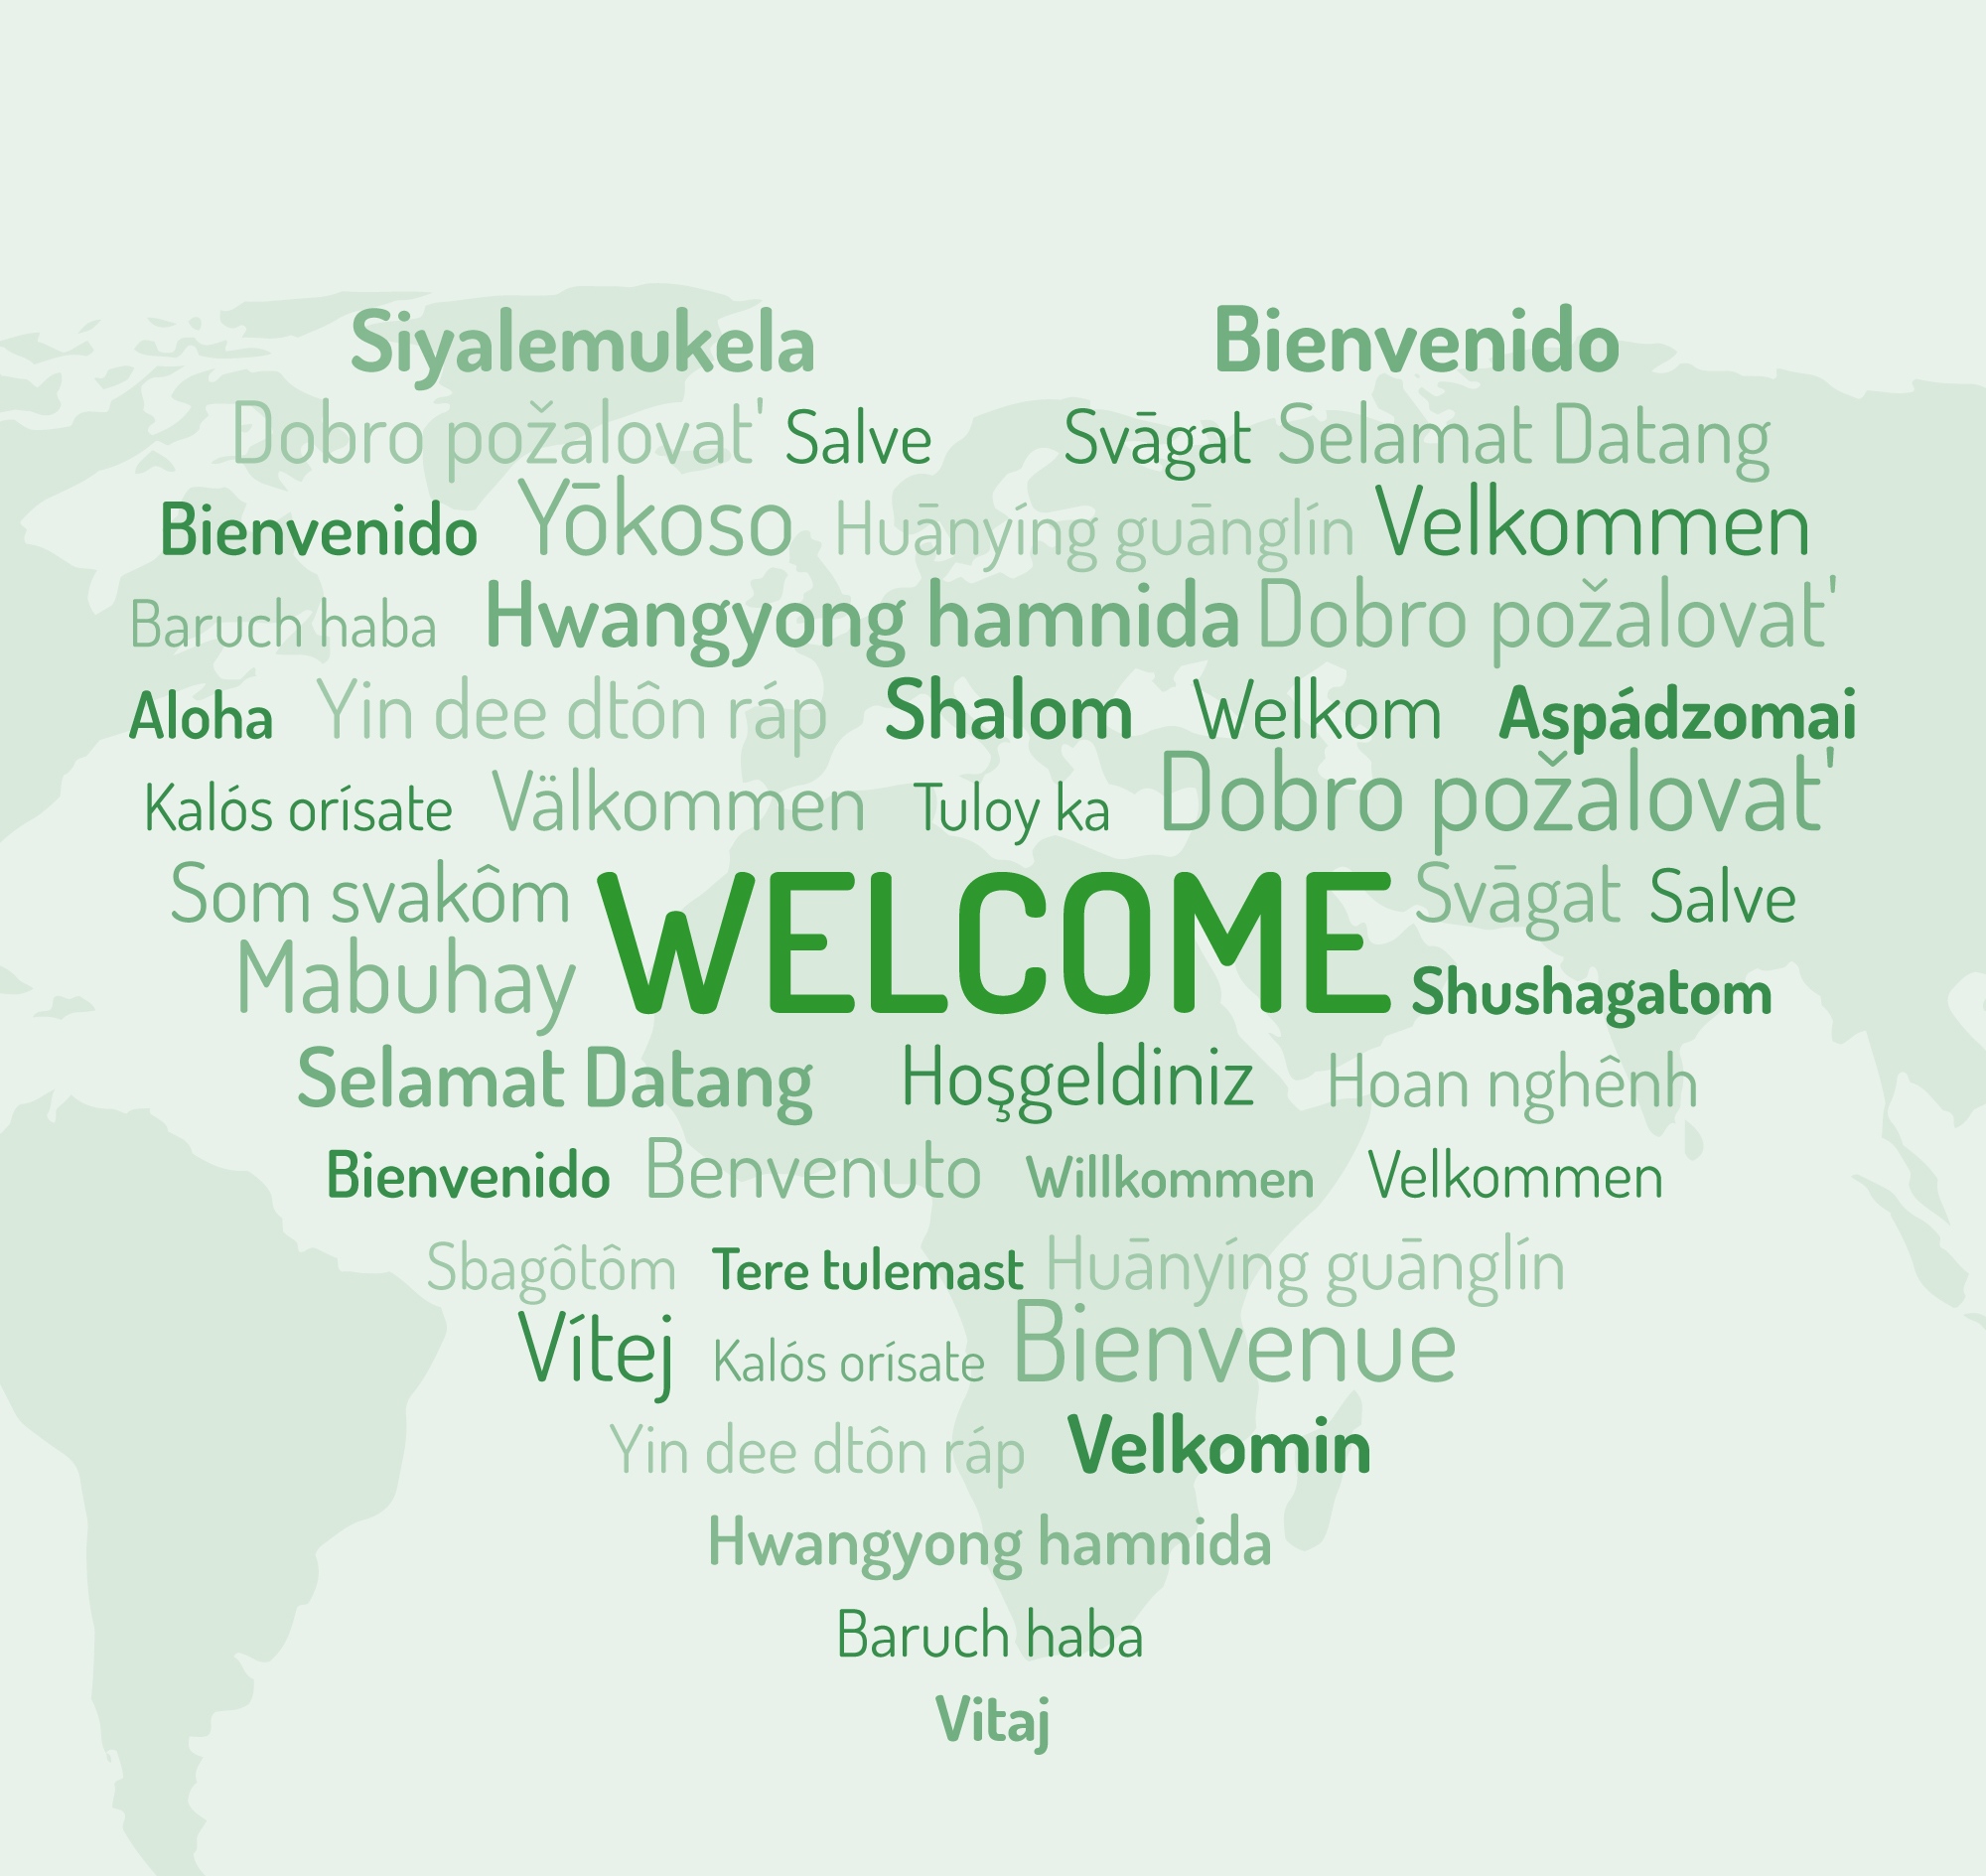 Siyalemukela Bienvenido
Dobro požalovat' Salve Svāgat Selamat Datang
Bienvenido Yōkoso Huānyíng guānglín Velkommen
Baruch haba Hwangyong hamnida Dobro požalovat'
Aloha Yin dee dtôn ráp Shalom Welkom Aspádzomai
Kalós orísate Välkommen Tuloy ka Dobro požalovat'
Som svakôm WELCOME Svāgat Salve
Mabuhay Shushagatom
Selamat Datang Hoşgeldiniz Hoan nghênh
Bienvenido Benvenuto Willkommen Velkommen
Sbagôtôm Tere tulemast Huānyíng guānglín
Vítej Kalós orísate Bienvenue
Yin dee dtôn ráp Velkomin
Hwangyong hamnida
Baruch haba
Vitaj